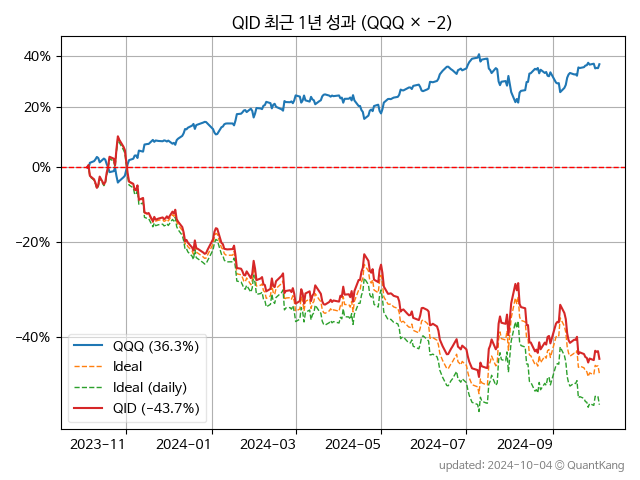 QID 최근 1년 성과 (QQQ × −2)
40%
20%
0%
−20%
−40%
QQQ (36.3%)
Ideal
Ideal (daily)
QID (−43.7%)
2023-11
2024-01
2024-03
2024-05
2024-07
2024-09
updated: 2024-10-04 © QuantKang